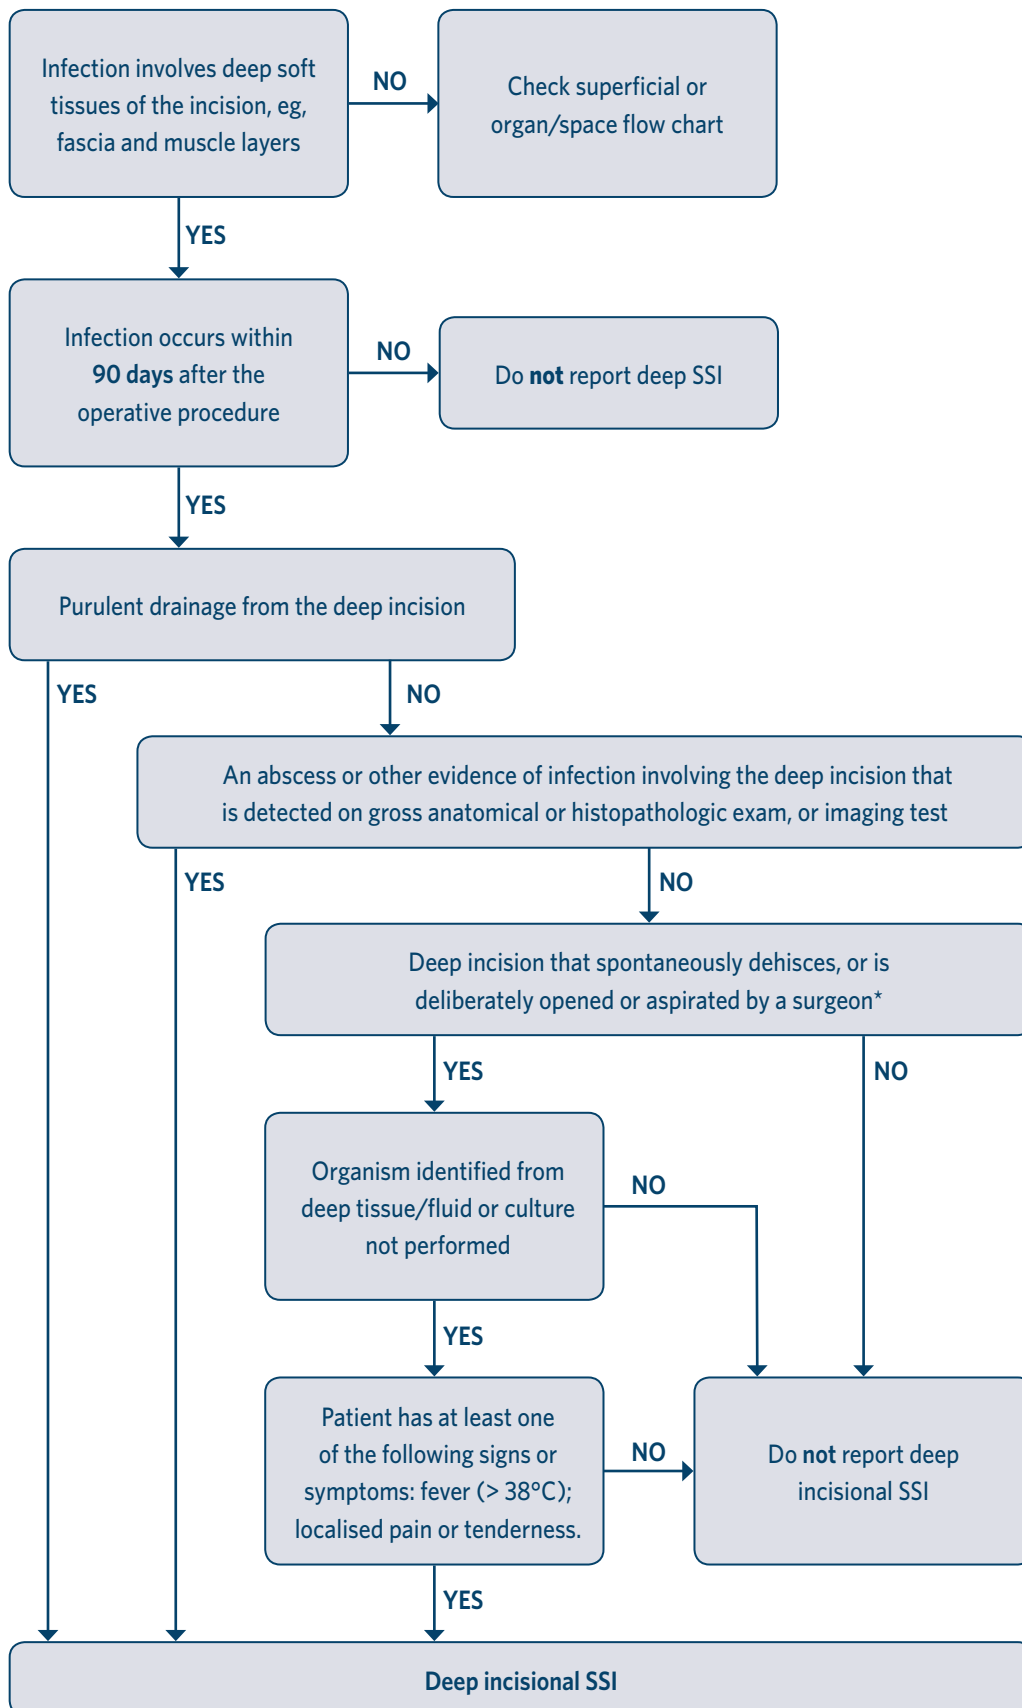 Infection involves deep soft
tissues of the incision, eg,
fascia and muscle layers
NO
Check superficial or
organ/space flow chart
YES
Infection occurs within
90 days after the
operative procedure
NO
Do not report deep SSI
YES
Purulent drainage from the deep incision
YES
NO
An abscess or other evidence of infection involving the deep incision that
is detected on gross anatomical or histopathologic exam, or imaging test
YES
NO
Deep incision that spontaneously dehisces, or is
deliberately opened or aspirated by a surgeon*
YES
NO
Organism identified from
deep tissue/fluid or culture
not performed
NO
YES
Patient has at least one
of the following signs or
symptoms: fever (> 38°C);
localised pain or tenderness.
NO
Do not report deep
incisional SSI
YES
Deep incisional SSI